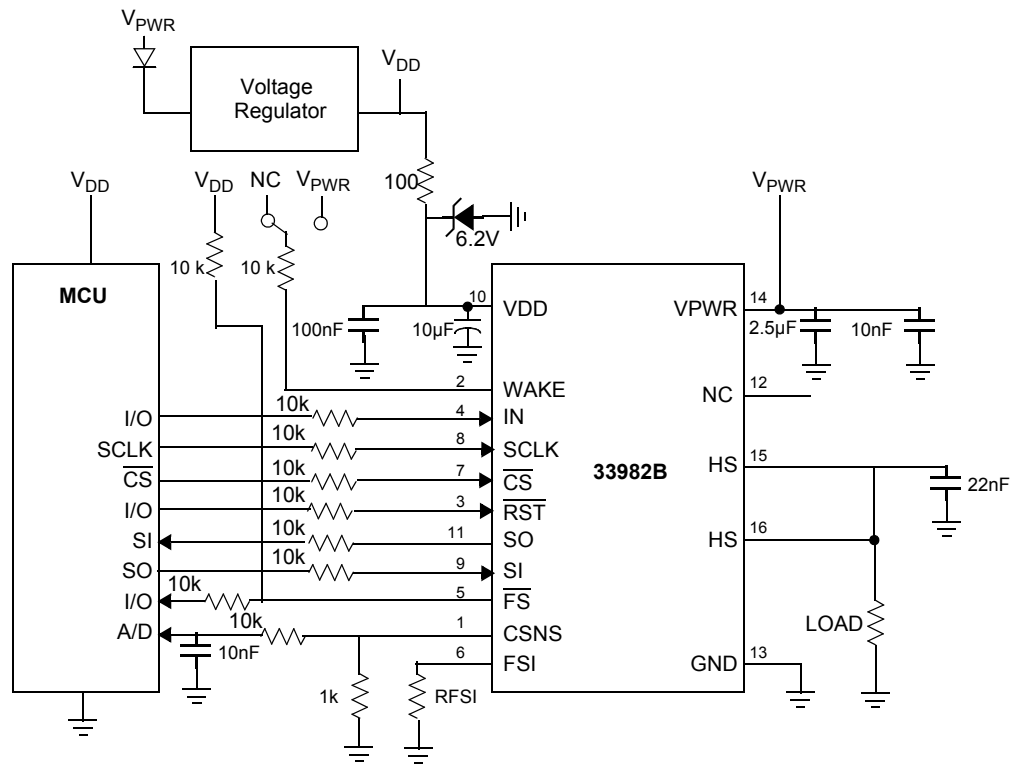 VPWR
Voltage
Regulator
VDD
VDD
VDD
NC
VPWR
100
6.2V
VPWR
10 k
10 k
MCU
100nF
10µF
10
VDD
VPWR
14
2.5µF
10nF
2
WAKE
NC
12
I/O
10k
4
IN
SCLK
10k
8
SCLK
CS
10k
7
CS
33982B
HS
15
22nF
I/O
10k
3
RST
SI
10k
11
SO
HS
16
SO
10k
9
SI
I/O
10k
5
FS
A/D
10nF
10k
1
CSNS
LOAD
6
FSI
GND
13
1k
RFSI